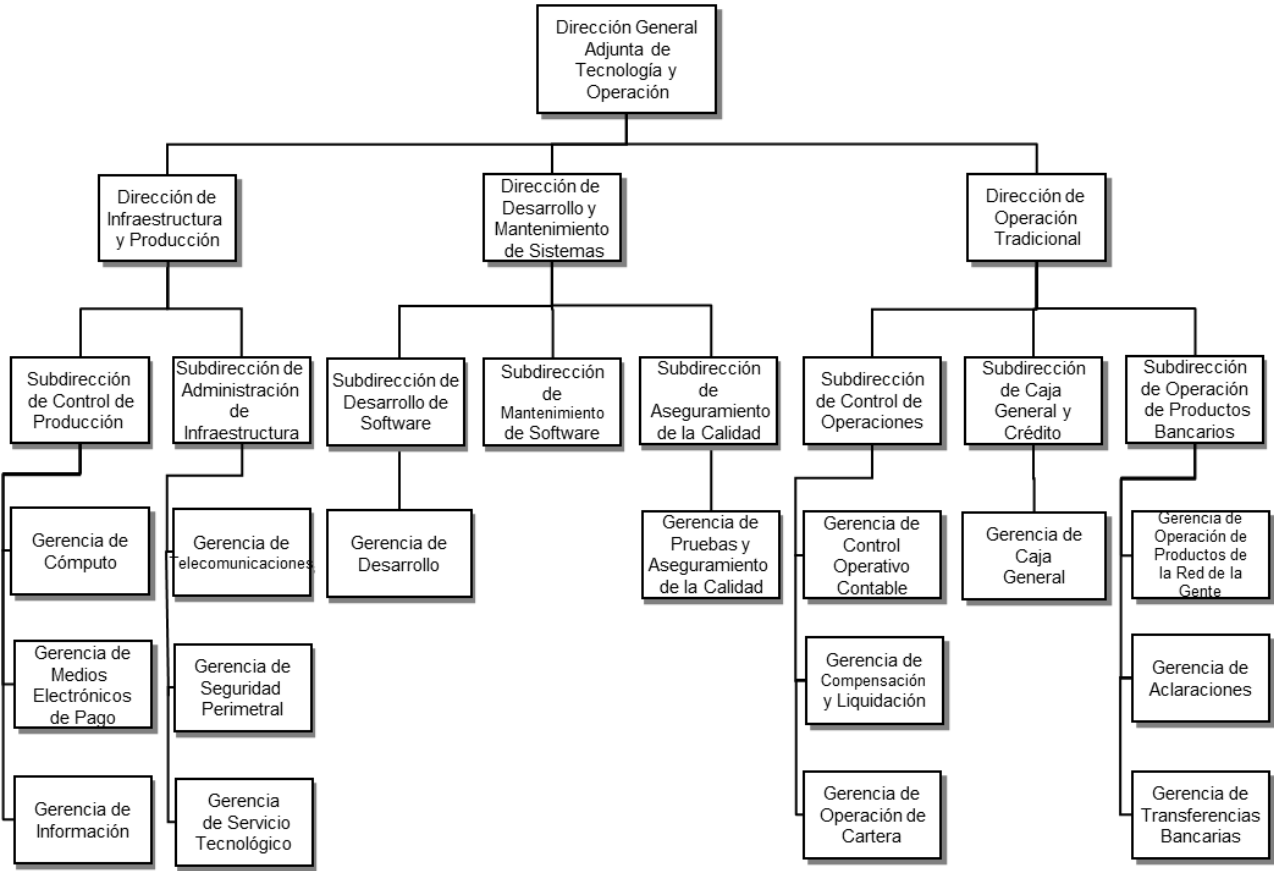 Dirección General
Adjunta de
Tecnología y
Operación
Dirección de
Infraestructura
y Producción
Dirección de
Desarrollo y
Mantenimiento
de Sistemas
Dirección de
Operación
Tradicional
Subdirección
de Control de
Producción
Subdirección de
Administración
de
Infraestructura
Subdirección de
Desarrollo de
Software
Subdirección
de
Mantenimiento
de Software
Subdirección
de
Aseguramiento
de la Calidad
Subdirección
de Control de
Operaciones
Subdirección
de Caja
General y
Crédito
Subdirección
de Operación
de Productos
Bancarios
Gerencia de
Cómputo
Gerencia de
Telecomunicaciones
Gerencia de
Desarrollo
Gerencia de
Pruebas y
Aseguramiento
de la Calidad
Gerencia de
Control
Operativo
Contable
Gerencia de
Caja
General
Gerencia de
Operación de
Productos de
la Red de la
Gente
Gerencia de
Medios
Electrónicos
de Pago
Gerencia de
Seguridad
Perimetral
Gerencia de
Compensación
y Liquidación
Gerencia de
Aclaraciones
Gerencia de
Información
Gerencia
de Servicio
Tecnológico
Gerencia de
Operación de
Cartera
Gerencia de
Transferencias
Bancarias